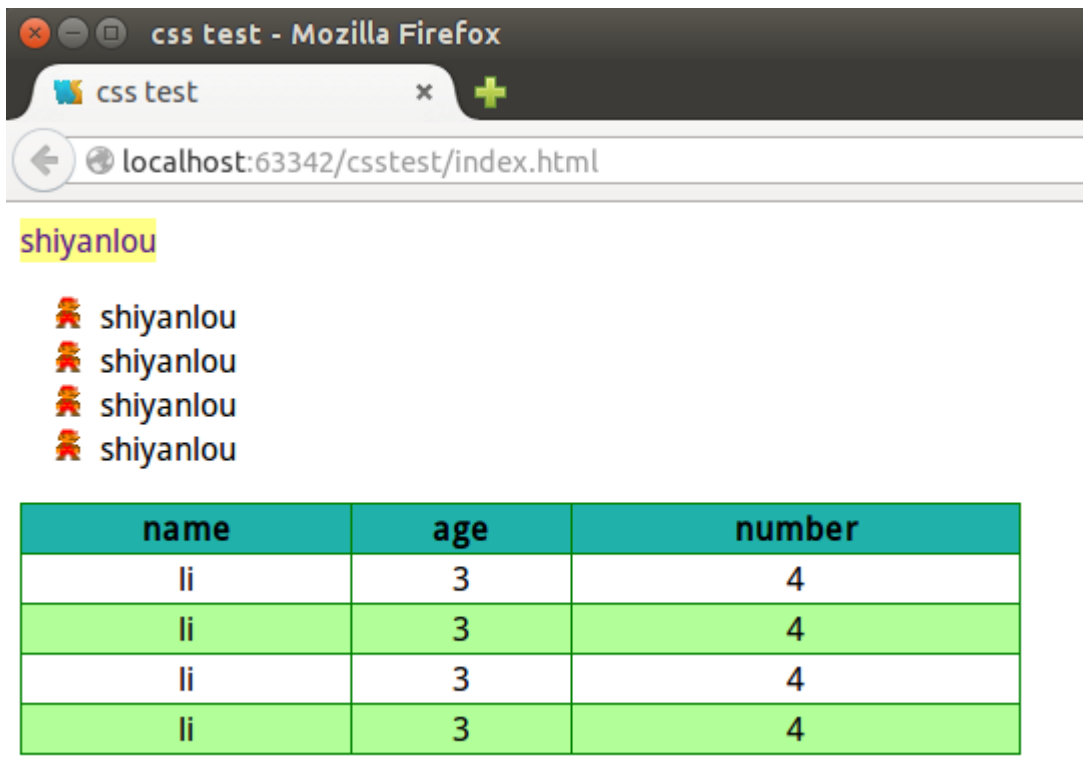 css test - Mozilla Firefox
css test
localhost:63342/csstest/index.html
shiyanlou
shiyanlou
shiyanlou
shiyanlou
shiyanlou
name age number
li 3 4
li 3 4
li 3 4
li 3 4